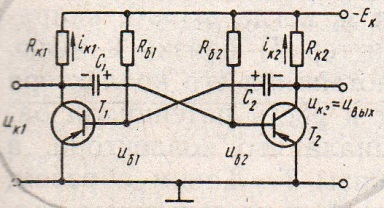 -Eк
Rк1 iк1 Rб1 Rб2 iк2 Rк2
C1 - + + - C2
T1 T2
uк1 uк2=uвых
uб1 uб2